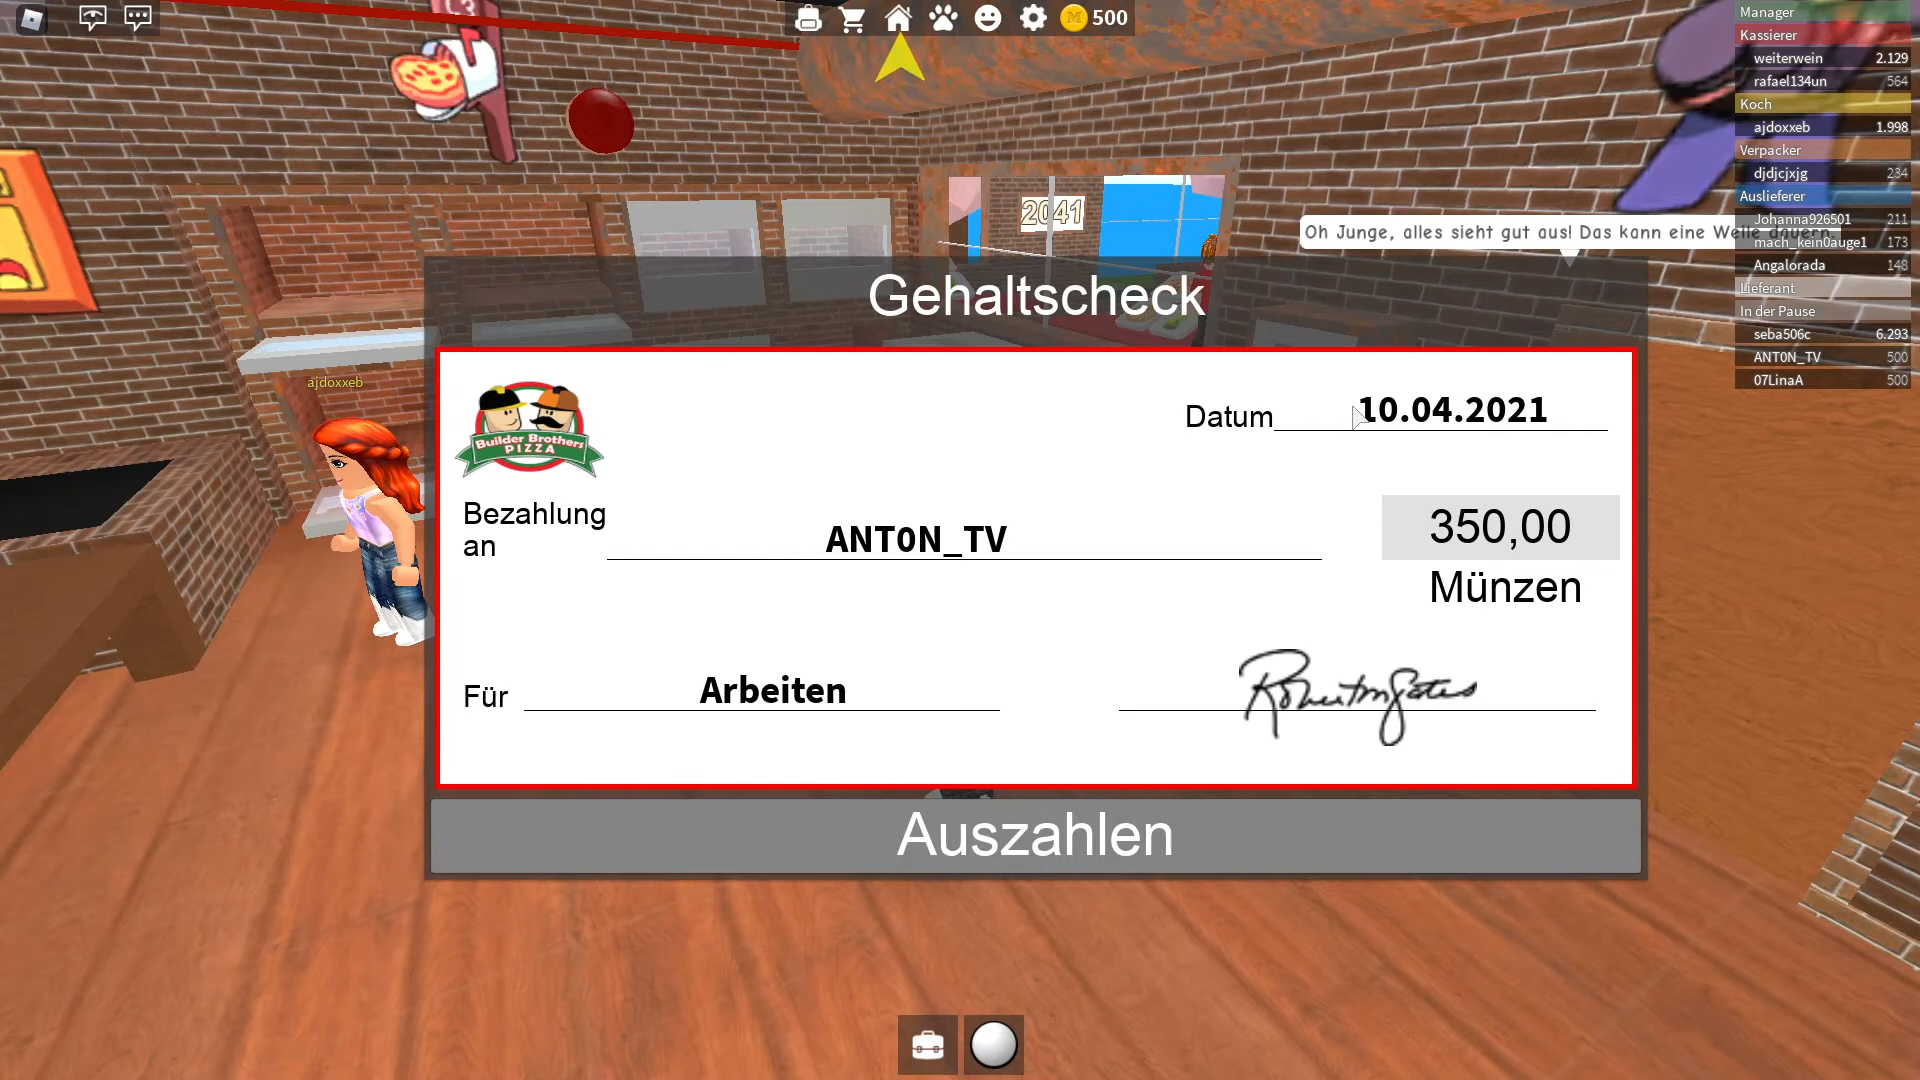 500
Manager
Kassierer
weiterwein 2.129
rafael134un 564
Koch
ajdoxxeb 1.998
Verpacker
djdjcjxjg 234
Auslieferer
Johanna926501 211
mach_kein0auge1 173
Angalorada 148
Lieferant
In der Pause
seba506c 6.293
ANT0N_TV 500
07LinaA 500
2041
Oh Junge, alles sieht gut aus! Das kann eine Weile dauern.
ajdoxxeb
Gehaltscheck
Builder Brothers
PIZZA
Datum 10.04.2021
Bezahlung
an ANT0N_TV
350,00
Münzen
Für Arbeiten
Auszahlen